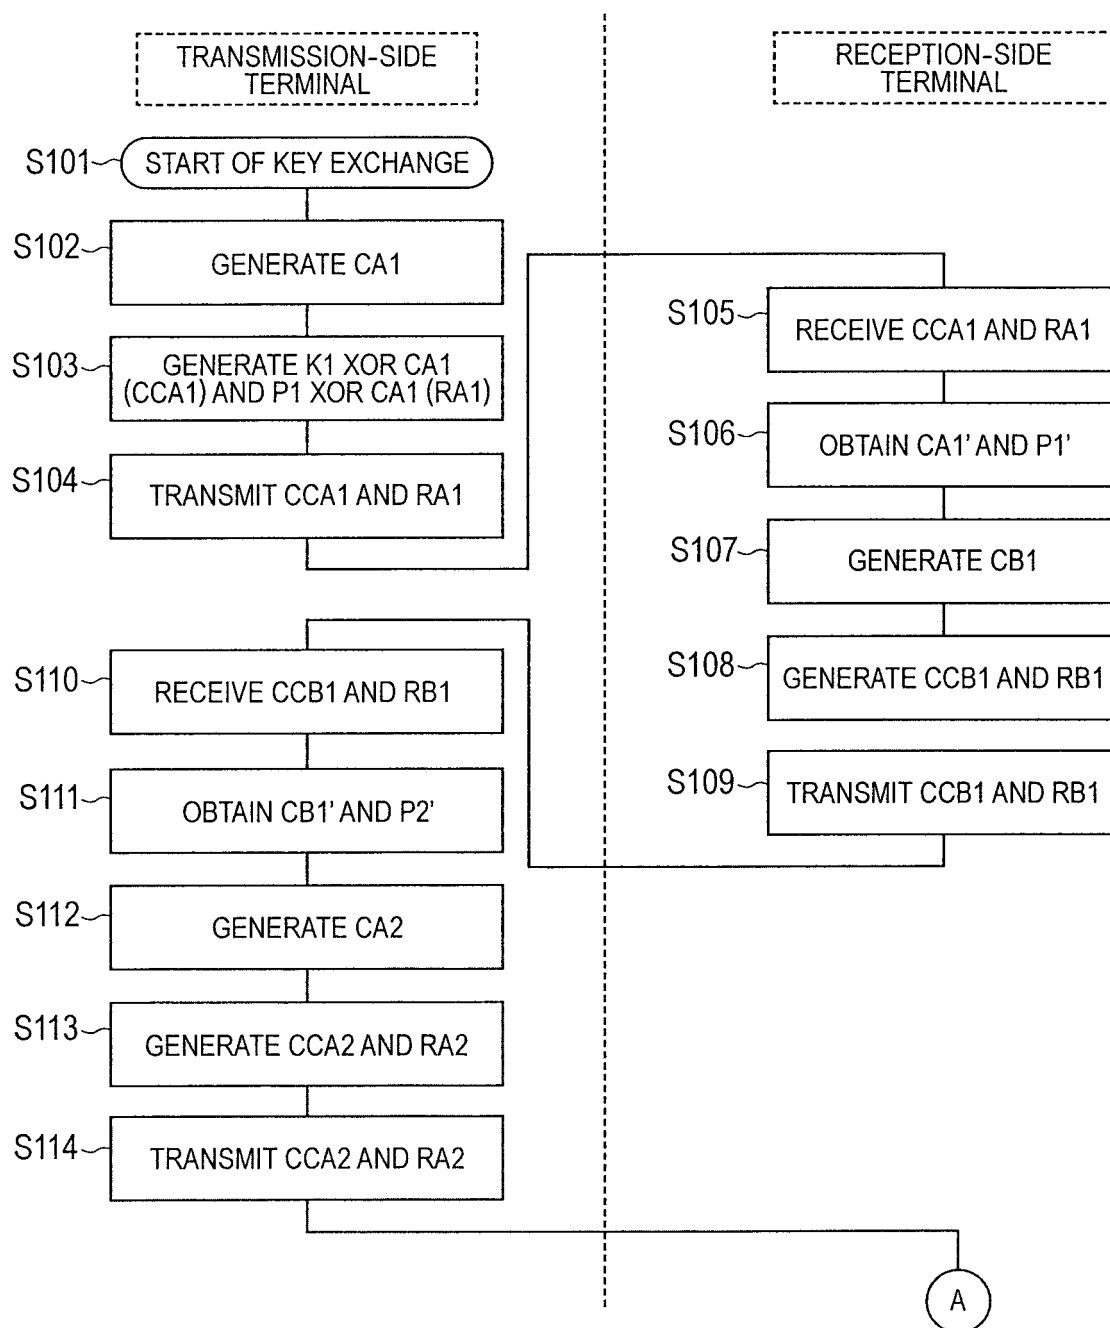 TRANSMISSION-SIDE
TERMINAL
RECEPTION-SIDE
TERMINAL
S101
START OF KEY EXCHANGE
S102
GENERATE CA1
S103
GENERATE K1 XOR CA1
(CCA1) AND P1 XOR CA1 (RA1)
S104
TRANSMIT CCA1 AND RA1
S105
RECEIVE CCA1 AND RA1
S106
OBTAIN CA1' AND P1'
S107
GENERATE CB1
S108
GENERATE CCB1 AND RB1
S109
TRANSMIT CCB1 AND RB1
S110
RECEIVE CCB1 AND RB1
S111
OBTAIN CB1' AND P2'
S112
GENERATE CA2
S113
GENERATE CCA2 AND RA2
S114
TRANSMIT CCA2 AND RA2
A